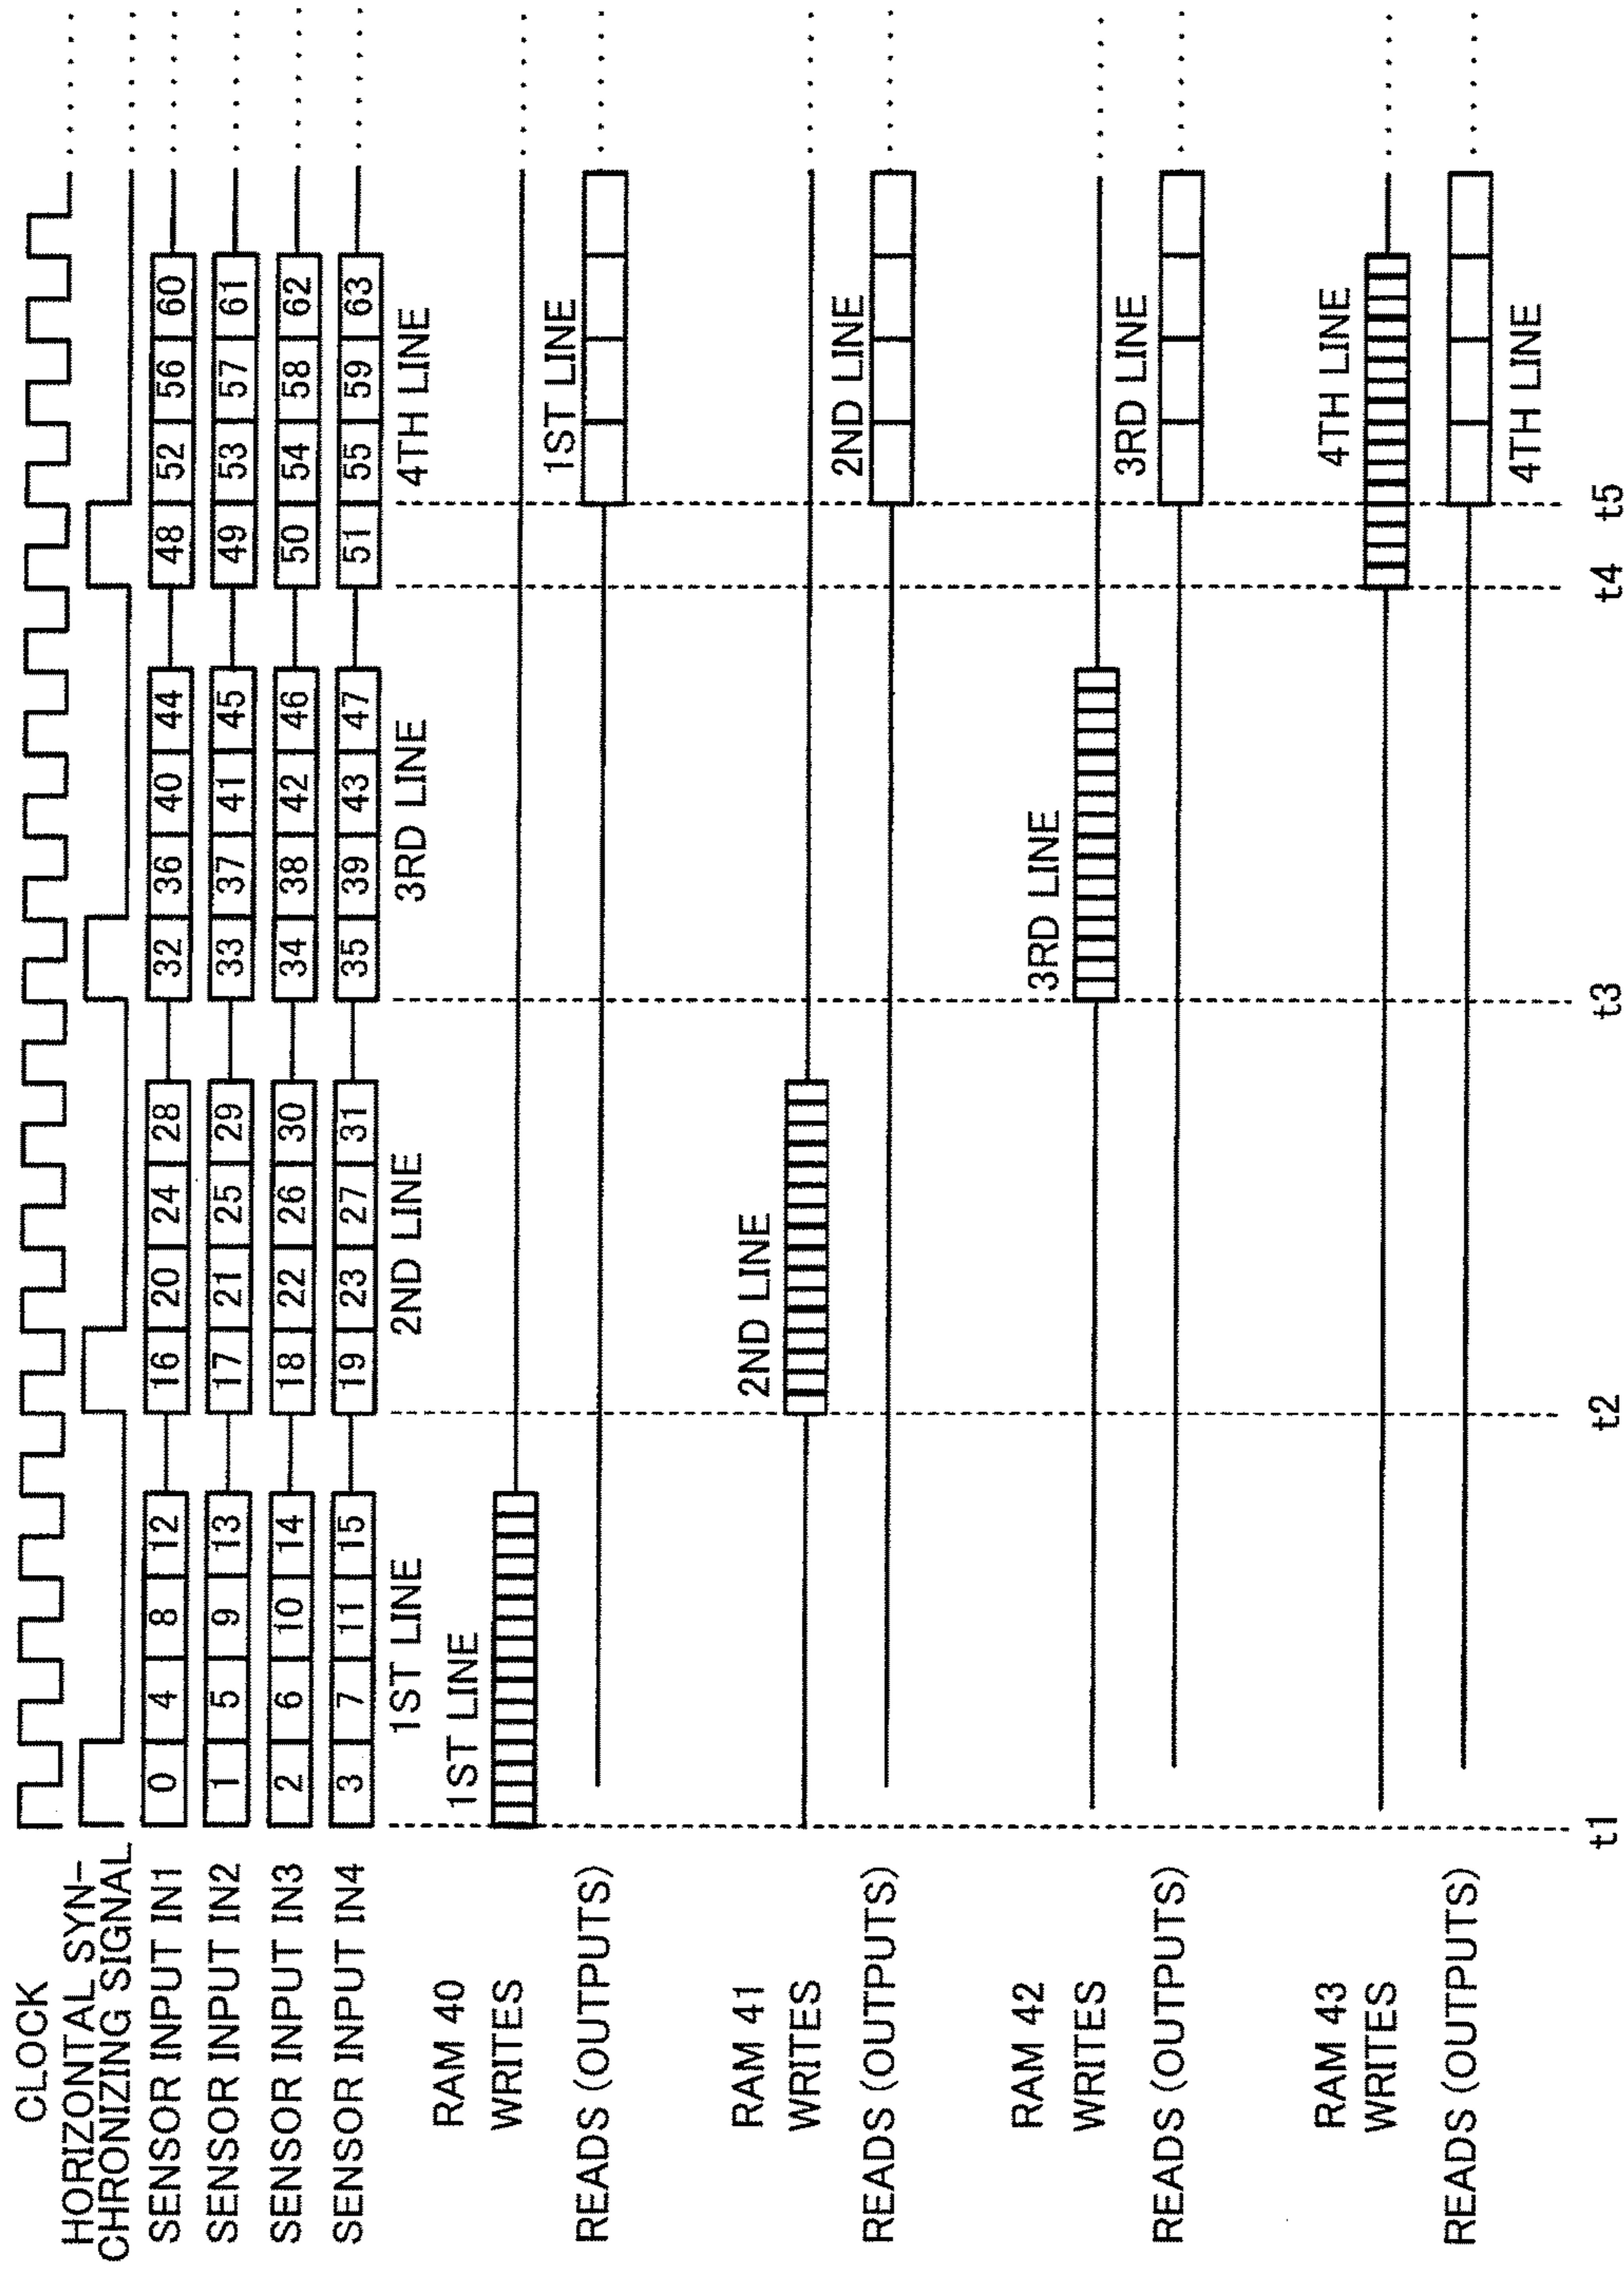 CLOCK
HORIZONTAL SYN-
CHRONIZING SIGNAL
SENSOR INPUT IN1 0 4 8 12 16 20 24 28 32 36 40 44 48 52 56 60
SENSOR INPUT IN2 1 5 9 13 17 21 25 29 33 37 41 45 49 53 57 61
SENSOR INPUT IN3 2 6 10 14 18 22 26 30 34 38 42 46 50 54 58 62
SENSOR INPUT IN4 3 7 11 15 19 23 27 31 35 39 43 47 51 55 59 63
1ST LINE 2ND LINE 3RD LINE 4TH LINE
RAM 40 1ST LINE
WRITES
1ST LINE
READS (OUTPUTS)
RAM 41 2ND LINE
WRITES
2ND LINE
READS (OUTPUTS)
RAM 42 3RD LINE
WRITES
3RD LINE
READS (OUTPUTS)
RAM 43 4TH LINE
WRITES
READS (OUTPUTS)
4TH LINE
t1 t2 t3 t4 t5